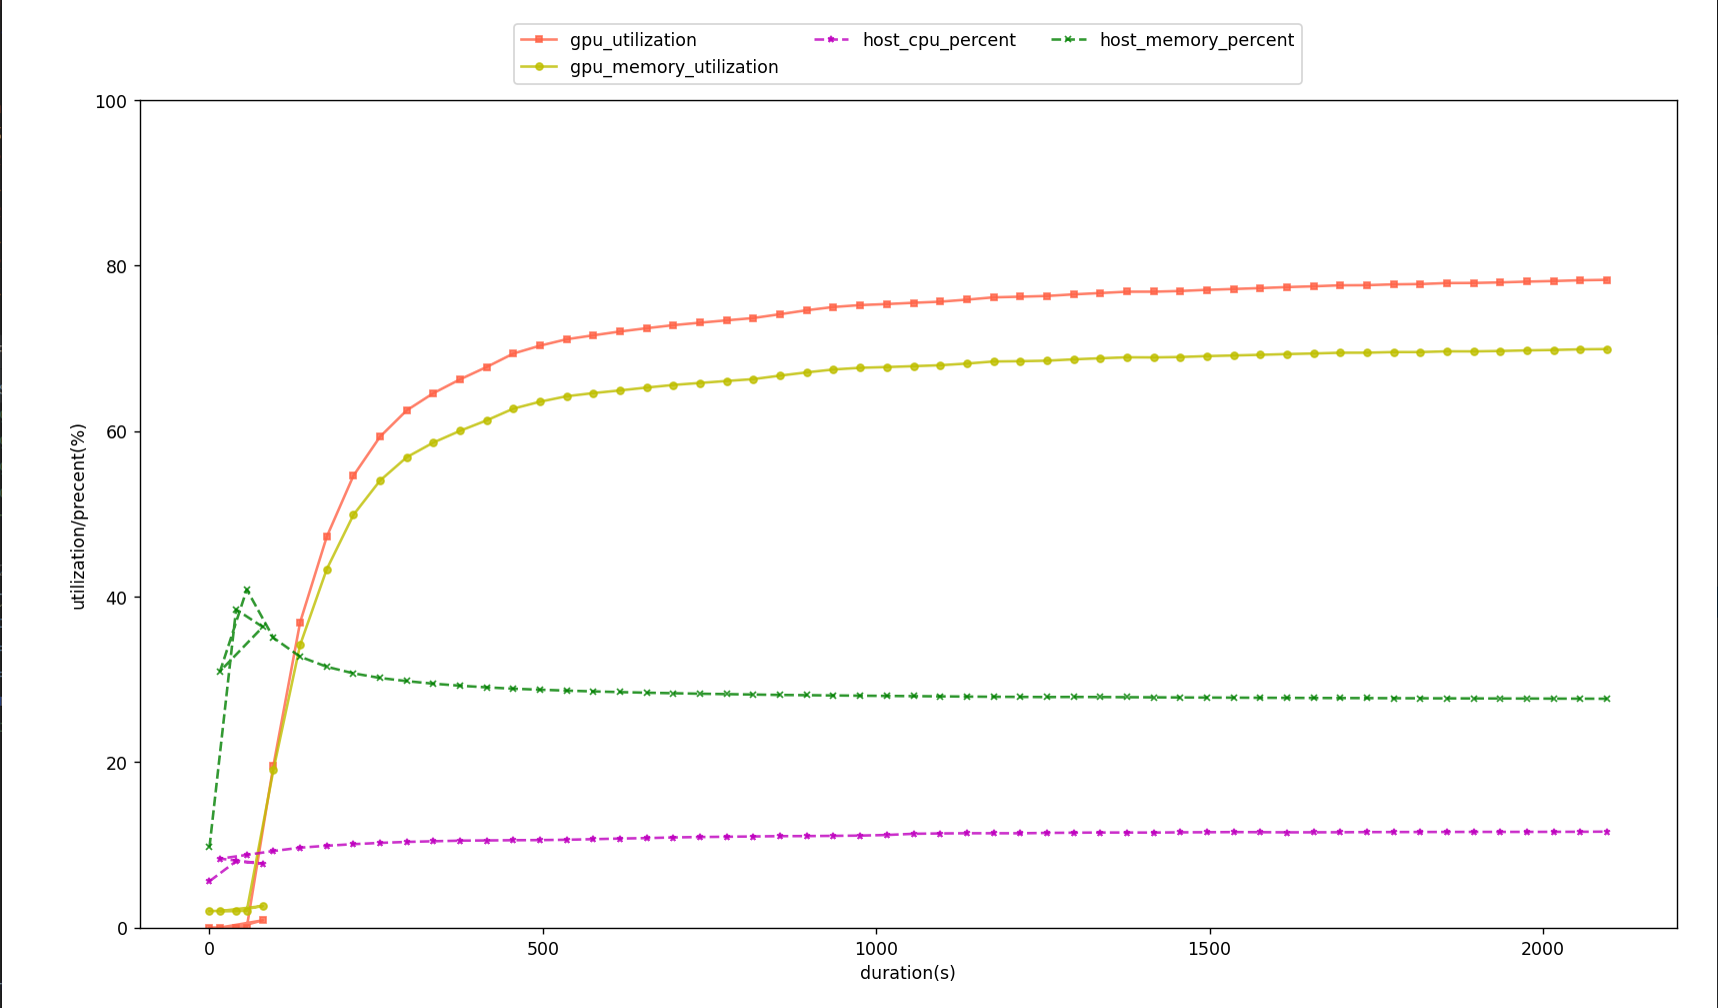 gpu_utilization
gpu_memory_utilization
host_cpu_percent
host_memory_percent
100
80
60
40
20
0
utilization/precent(%)
0 500 1000 1500 2000
duration(s)